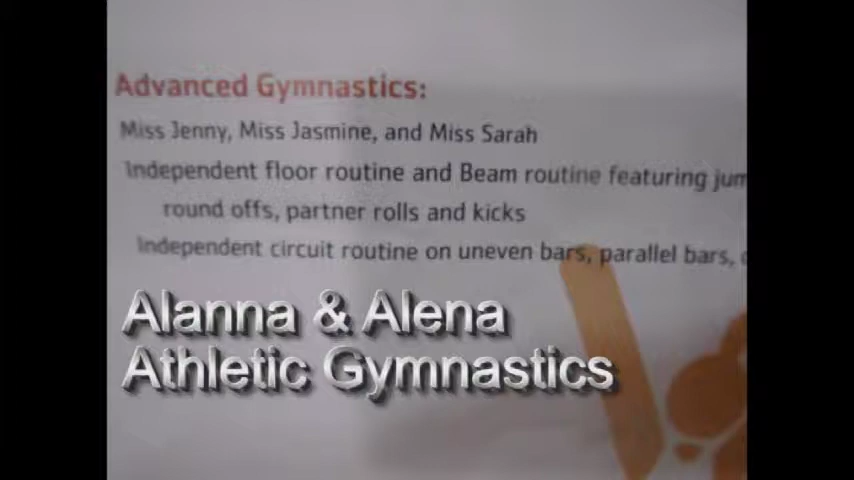 Advanced Gymnastics:
Miss Jenny, Miss Jasmine, and Miss Sarah
Independent floor routine and Beam routine featuring
round offs, partner rolls and kicks
Independent circuit routine on uneven bars, parallel bars,
Alanna & Alena
Athletic Gymnastics